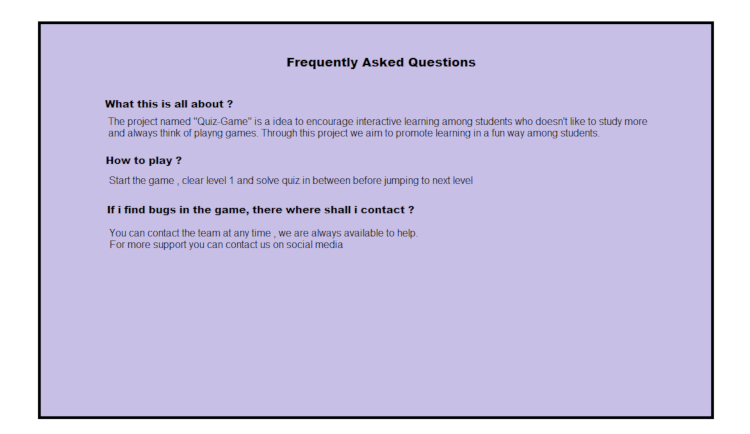 Frequently Asked Questions
What this is all about ?
The project named "Quiz-Game" is a idea to encourage interactive learning among students who doesn't like to study more
and always think of playng games. Through this project we aim to promote learning in a fun way among students.
How to play ?
Start the game , clear level 1 and solve quiz in between before jumping to next level
If i find bugs in the game, there where shall i contact ?
You can contact the team at any time , we are always available to help.
For more support you can contact us on social media